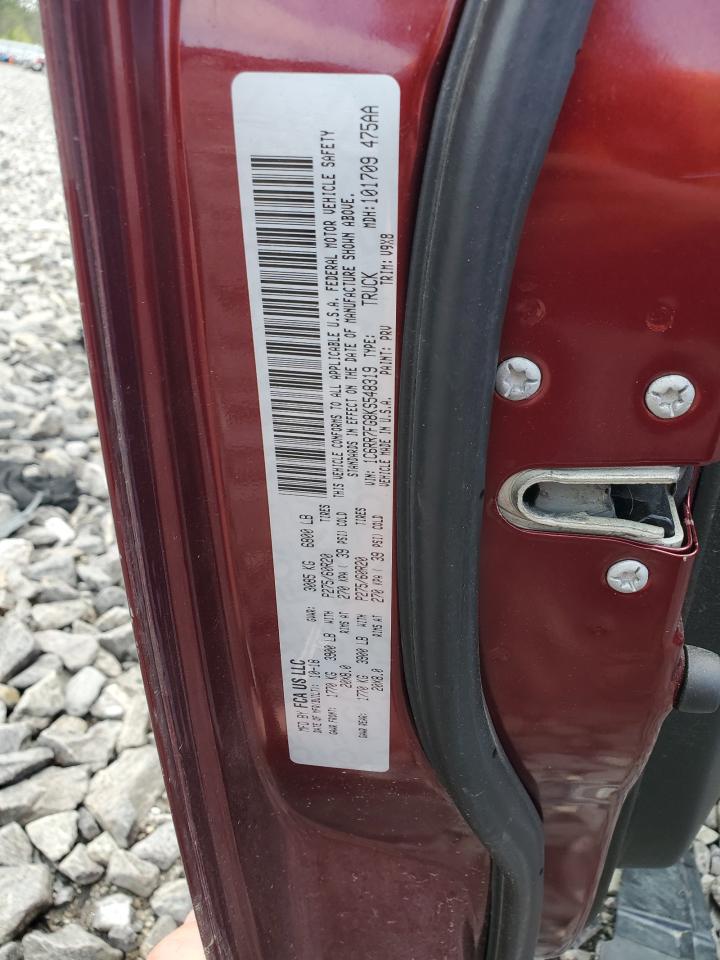 MFD BY: FCA US LLC
DATE OF MFR/BUILT: 10-18 GVWR: 3085 KG 6800 LB
GAWR FRONT: 1770 KG 3900 LB WITH P275/60R20 TIRES
20X8.0 RIMS AT 270 KPA ( 39 PSI) COLD
GAWR REAR: 1770 KG 3900 LB WITH P275/60R20 TIRES
20X8.0 RIMS AT 270 KPA ( 39 PSI) COLD
THIS VEHICLE CONFORMS TO ALL APPLICABLE U.S.A. FEDERAL MOTOR VEHICLE SAFETY
STANDARDS IN EFFECT ON THE DATE OF MANUFACTURE SHOWN ABOVE.
VIN: 1C6RR7FG8KS548319 TYPE: TRUCK MDH:101709 475AA
VEHICLE MADE IN U.S.A. PAINT: PRV TRIM: V9X8